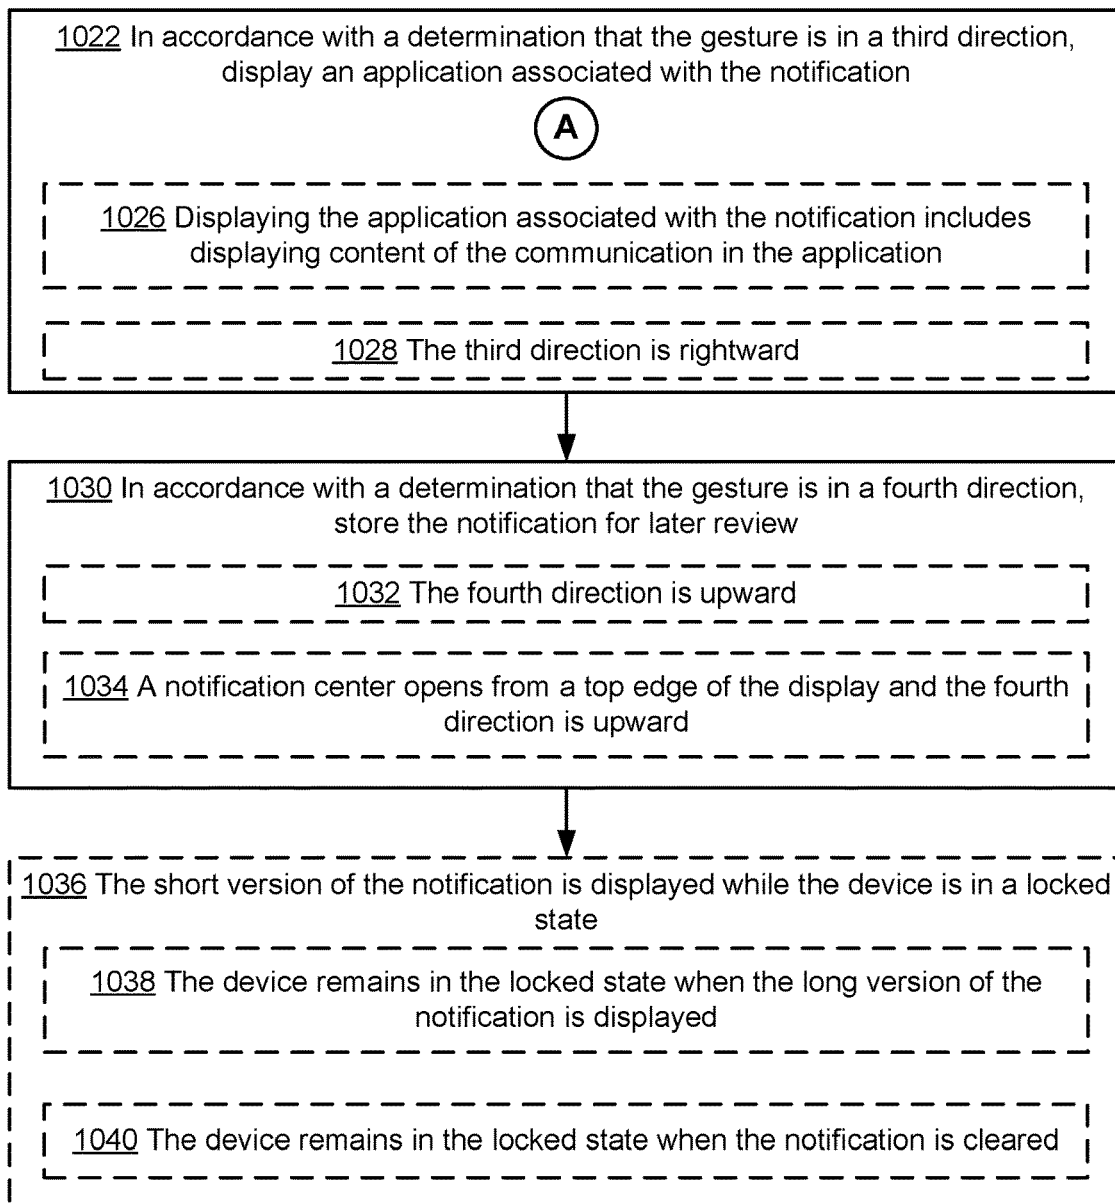 1022 In accordance with a determination that the gesture is in a third direction,
display an application associated with the notification
A
1026 Displaying the application associated with the notification includes
displaying content of the communication in the application
1028 The third direction is rightward
1030 In accordance with a determination that the gesture is in a fourth direction,
store the notification for later review
1032 The fourth direction is upward
1034 A notification center opens from a top edge of the display and the fourth
direction is upward
1036 The short version of the notification is displayed while the device is in a locked
state
1038 The device remains in the locked state when the long version of the
notification is displayed
1040 The device remains in the locked state when the notification is cleared